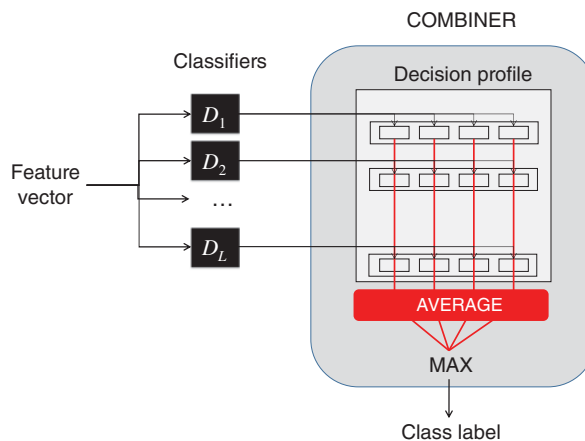 COMBINER
Classifiers
Decision profile
D1
D2
Feature
vector
…
DL
AVERAGE
MAX
Class label